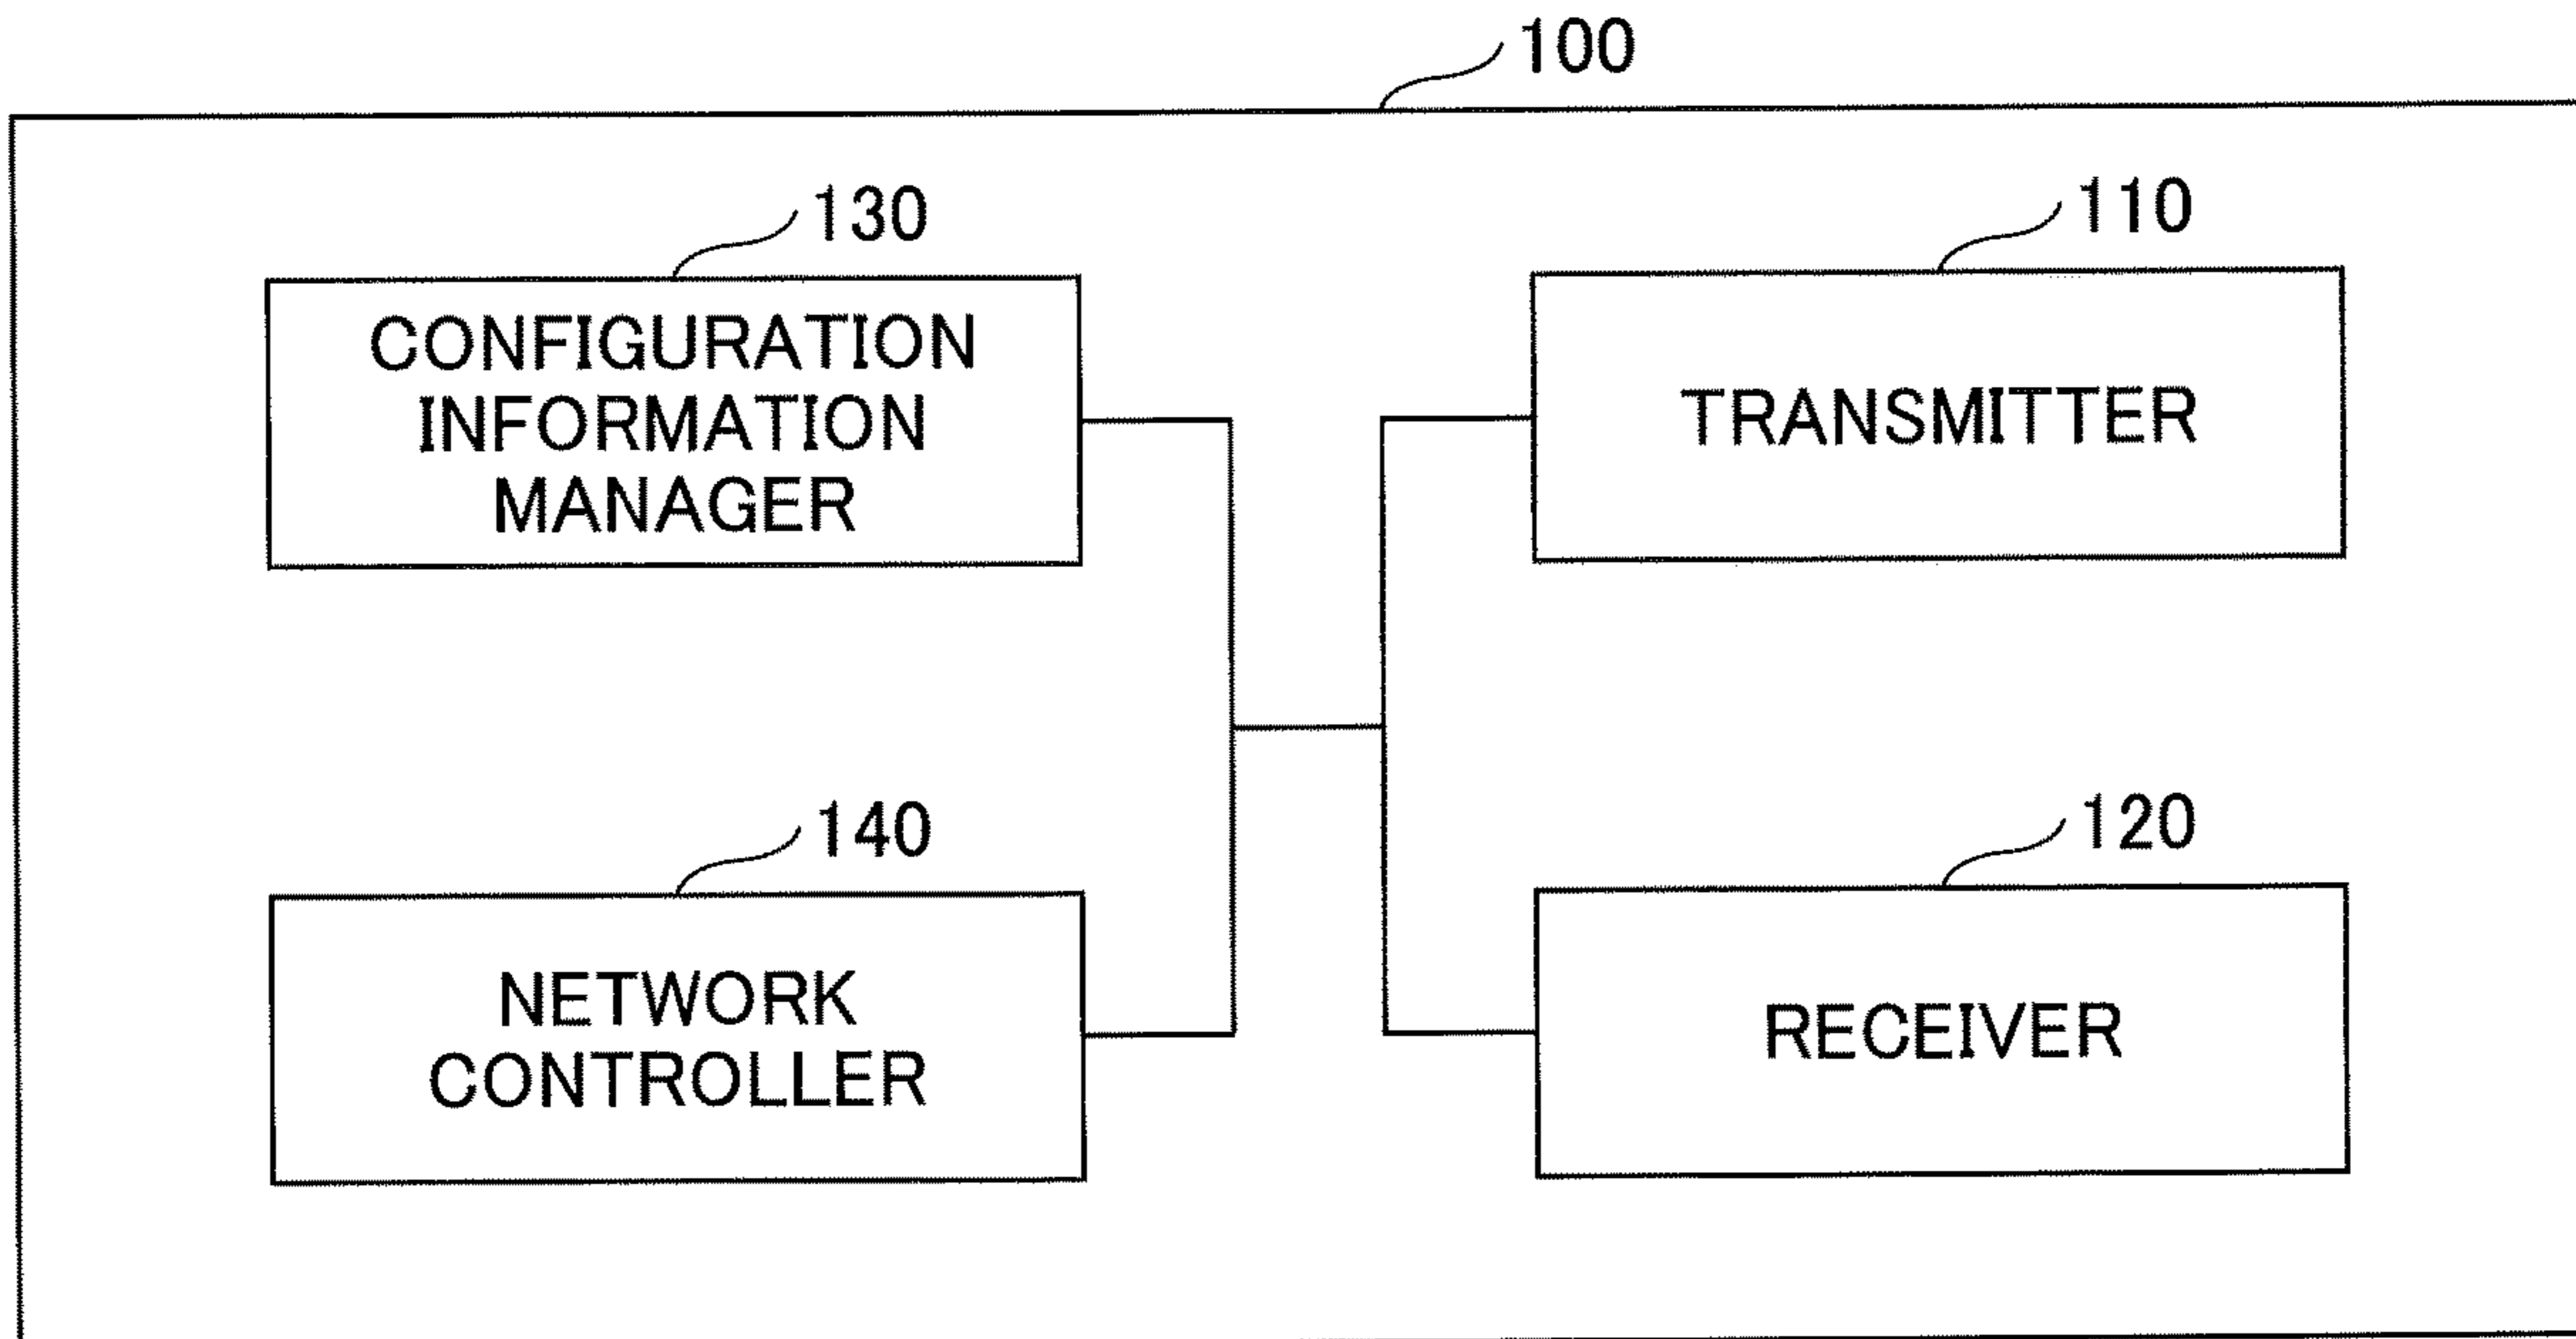 100
130
CONFIGURATION
INFORMATION
MANAGER
110
TRANSMITTER
140
NETWORK
CONTROLLER
120
RECEIVER